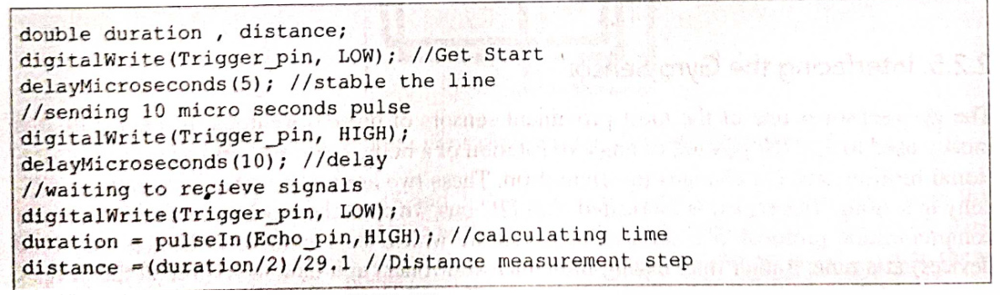 double duration , distance;
digitalWrite(Trigger_pin, LOW); //Get Start
delayMicroseconds(5); //stable the line
//sending 10 micro seconds pulse
digitalWrite(Trigger_pin, HIGH);
delayMicroseconds(10); //delay
//waiting to recieve signals
digitalWrite(Trigger_pin, LOW);
duration = pulseIn(Echo_pin,HIGH); //calculating time
distance =(duration/2)/29.1 //Distance measurement step